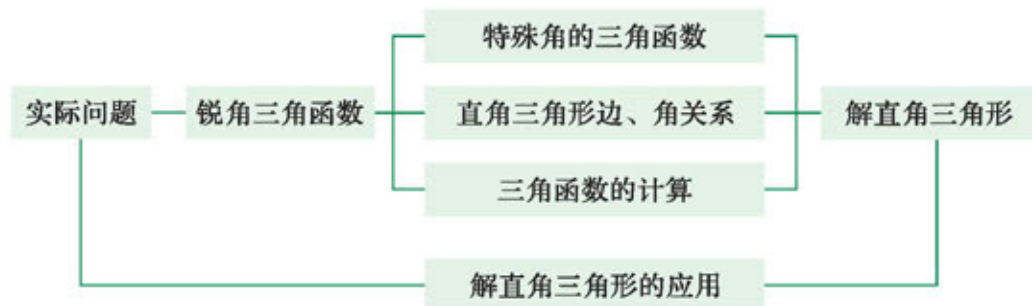 特殊角的三角函数
实际问题
锐角三角函数
直角三角形边、角关系
解直角三角形
三角函数的计算
解直角三角形的应用